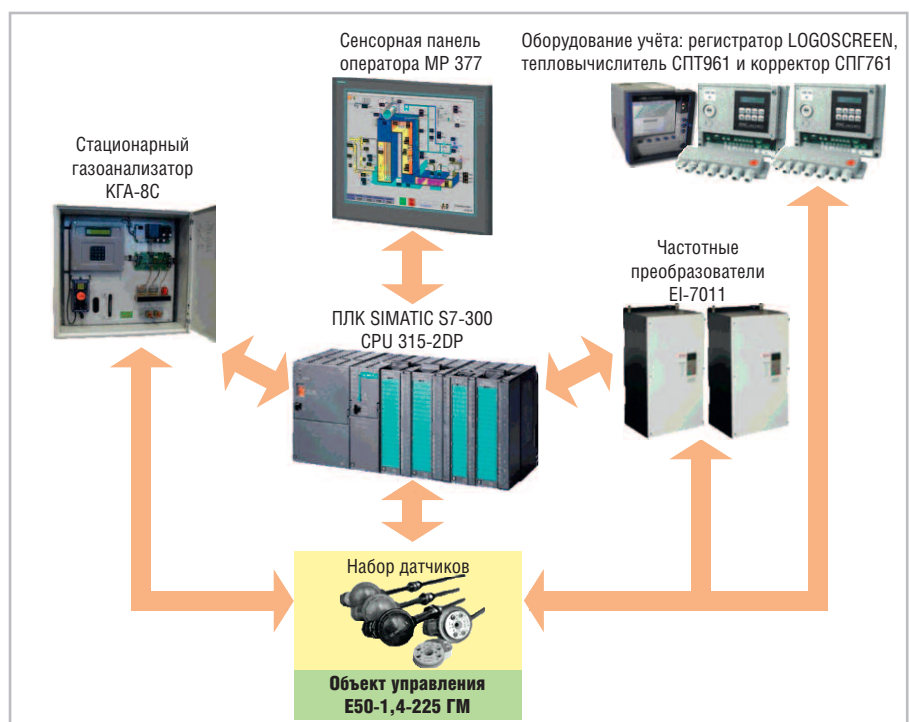 Сенсорная панель
оператора MP 377
Оборудование учёта: регистратор LOGOSCREEN,
тепловычислитель СПТ961 и корректор СПГ761
Стационарный
газоанализатор
КГА-8С
Частотные
преобразователи
EI-7011
ПЛК SIMATIC S7-300
CPU 315-2DP
Набор датчиков
Объект управления
Е50-1,4-225 ГМ